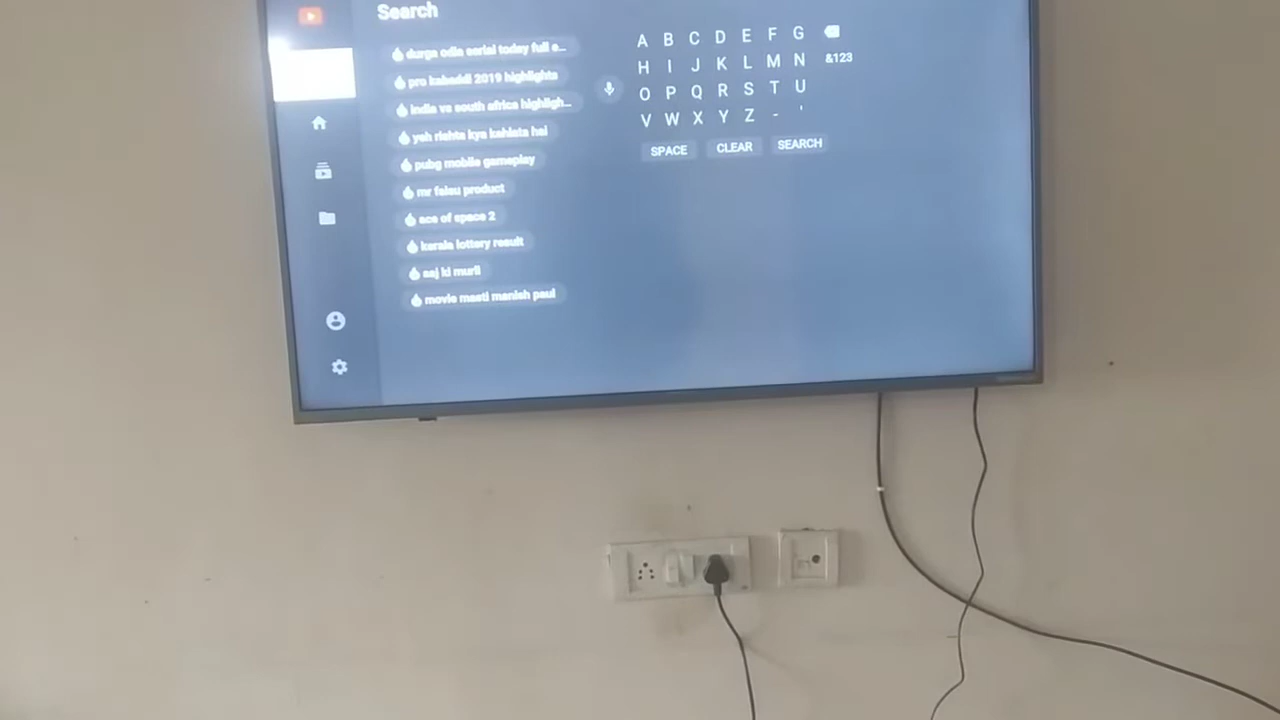 Search
durga odia serial today full e...
pro kabaddi 2019 highlights
india vs south africa highligh...
yeh rishta kya kehlata hai
pubg mobile gameplay
mr faisu product
ace of space 2
kerala lottery result
aaj ki murli
movie masti manish paul
A B C D E F G
H I J K L M N &123
O P Q R S T U
V W X Y Z - '
SPACE CLEAR SEARCH